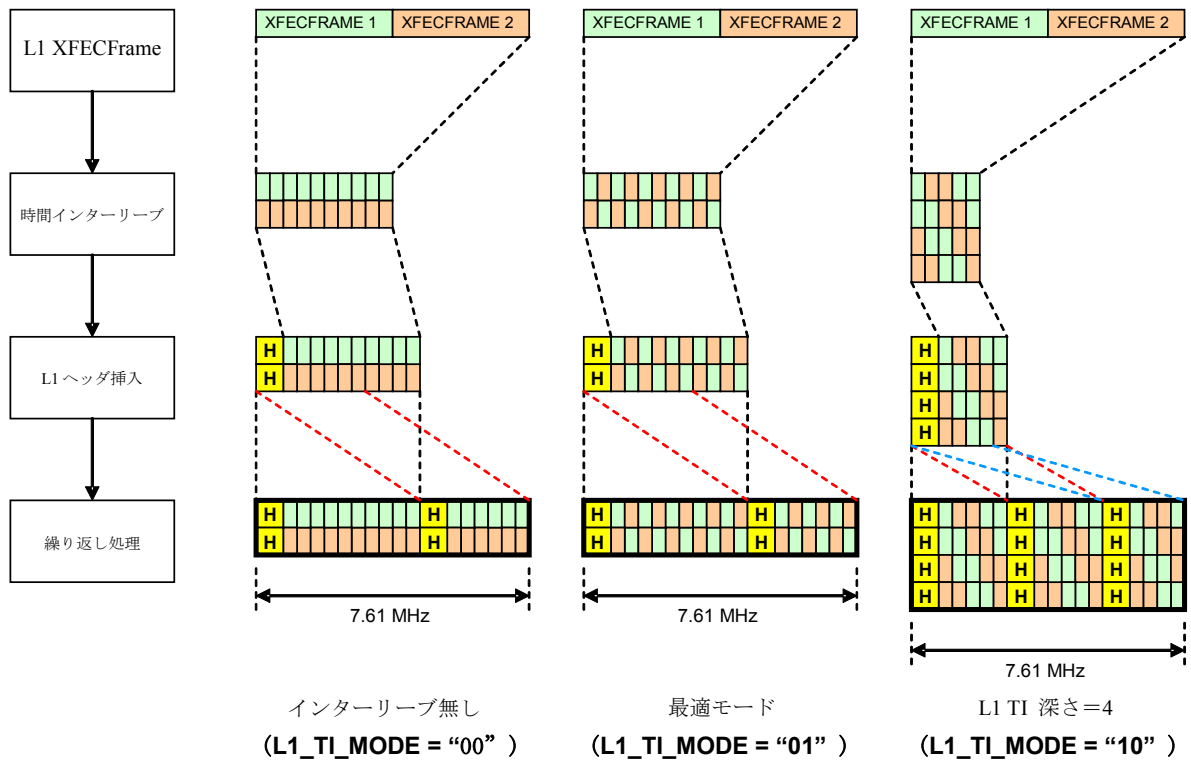 L1 XFECFrame
XFECFRAME 1 XFECFRAME 2
XFECFRAME 1 XFECFRAME 2
XFECFRAME 1 XFECFRAME 2
時間インターリーブ
L1 ヘッダ挿入
H
H
H
H
H
H
H
H
繰り返し処理
H H
H H
H H
H H
H H H
H H H
H H H
H H H
7.61 MHz
7.61 MHz
7.61 MHz
インターリーブ無し
(L1_TI_MODE = “00” )
最適モード
(L1_TI_MODE = “01” )
L1 TI 深さ=4
(L1_TI_MODE = “10” )